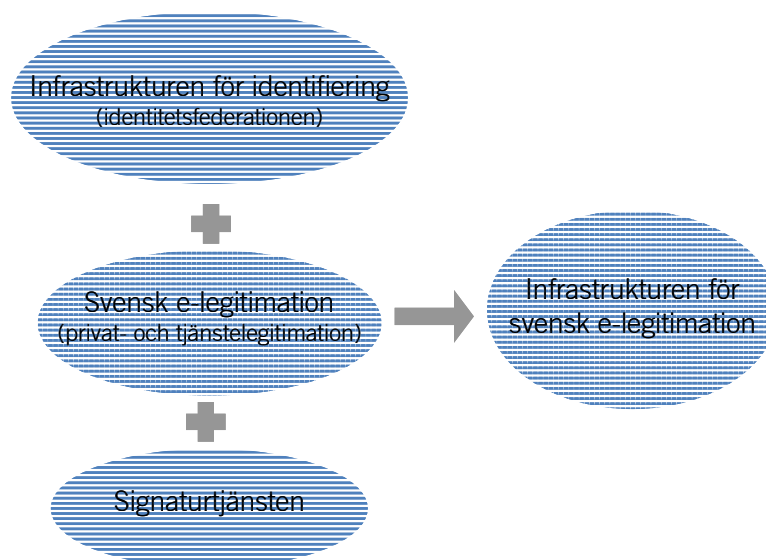 Infrastrukturen för identifiering
(identitetsfederationen)
Svensk e-legitimation
(privat- och tjänstelegitimation)
Infrastrukturen för
svensk e-legitimation
Signaturtjänsten